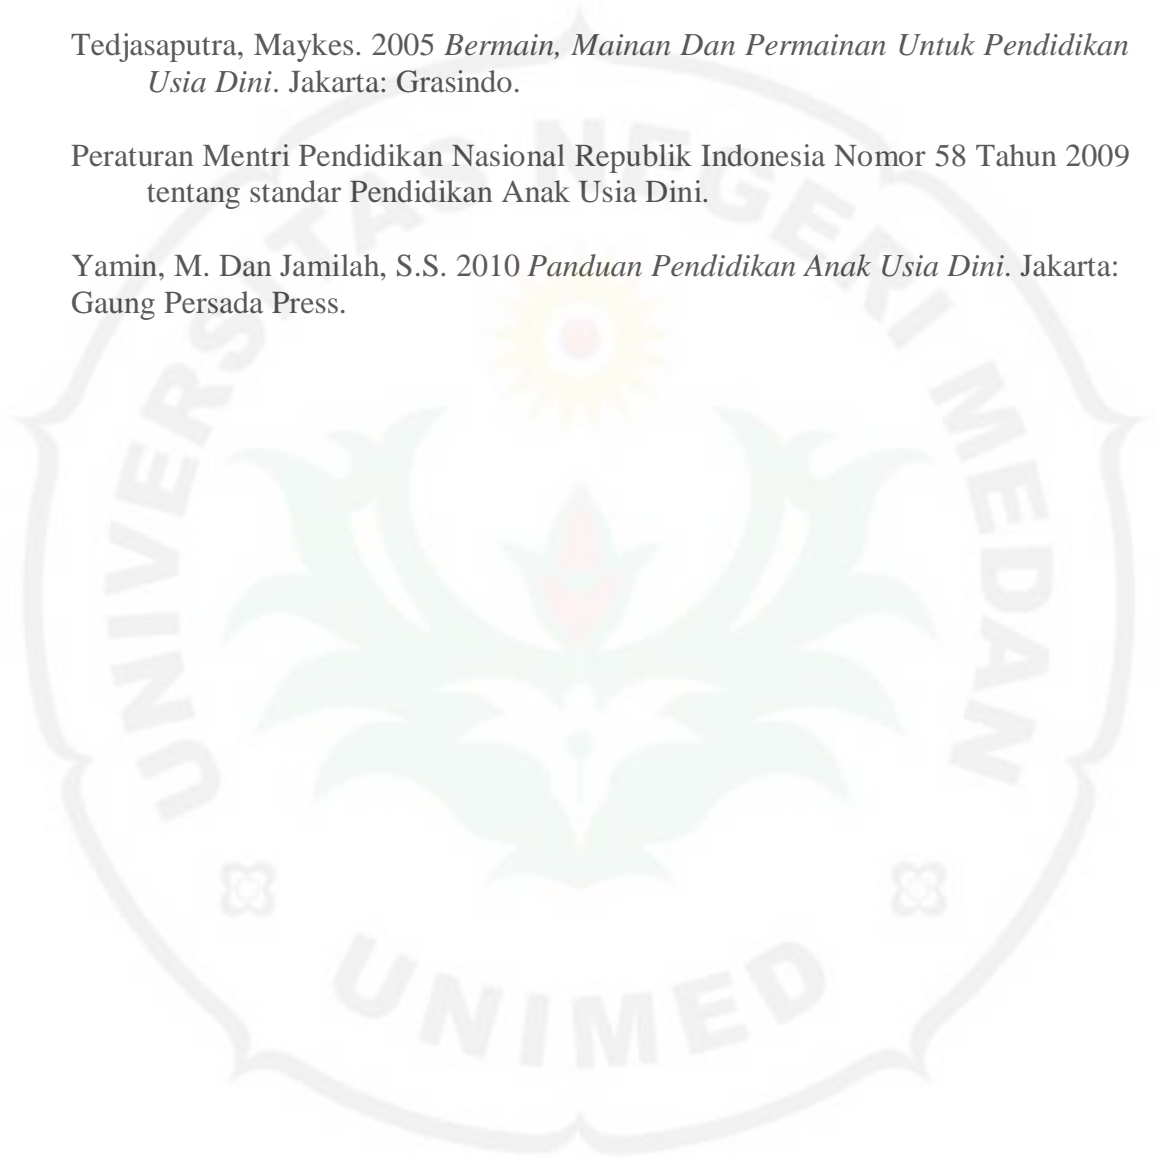 Tedjasaputra, Maykes. 2005 Bermain, Mainan Dan Permainan Untuk Pendidikan
Usia Dini. Jakarta: Grasindo.
Peraturan Mentri Pendidikan Nasional Republik Indonesia Nomor 58 Tahun 2009
tentang standar Pendidikan Anak Usia Dini.
Yamin, M. Dan Jamilah, S.S. 2010 Panduan Pendidikan Anak Usia Dini. Jakarta:
Gaung Persada Press.
UNIVERSITAS NEGERI MEDAN
UNIMED